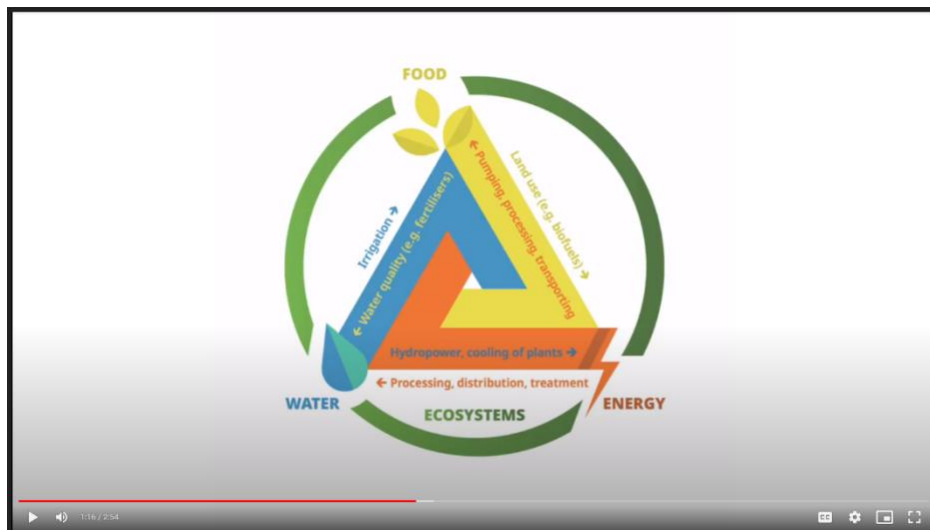 FOOD
Irrigation →
← Water quality (e.g. fertilisers)
← Pumping, processing, transporting
Land use (e.g. biofuels) →
Hydropower, cooling of plants →
← Processing, distribution, treatment
WATER
ECOSYSTEMS
ENERGY
1:16 / 2:54
CC